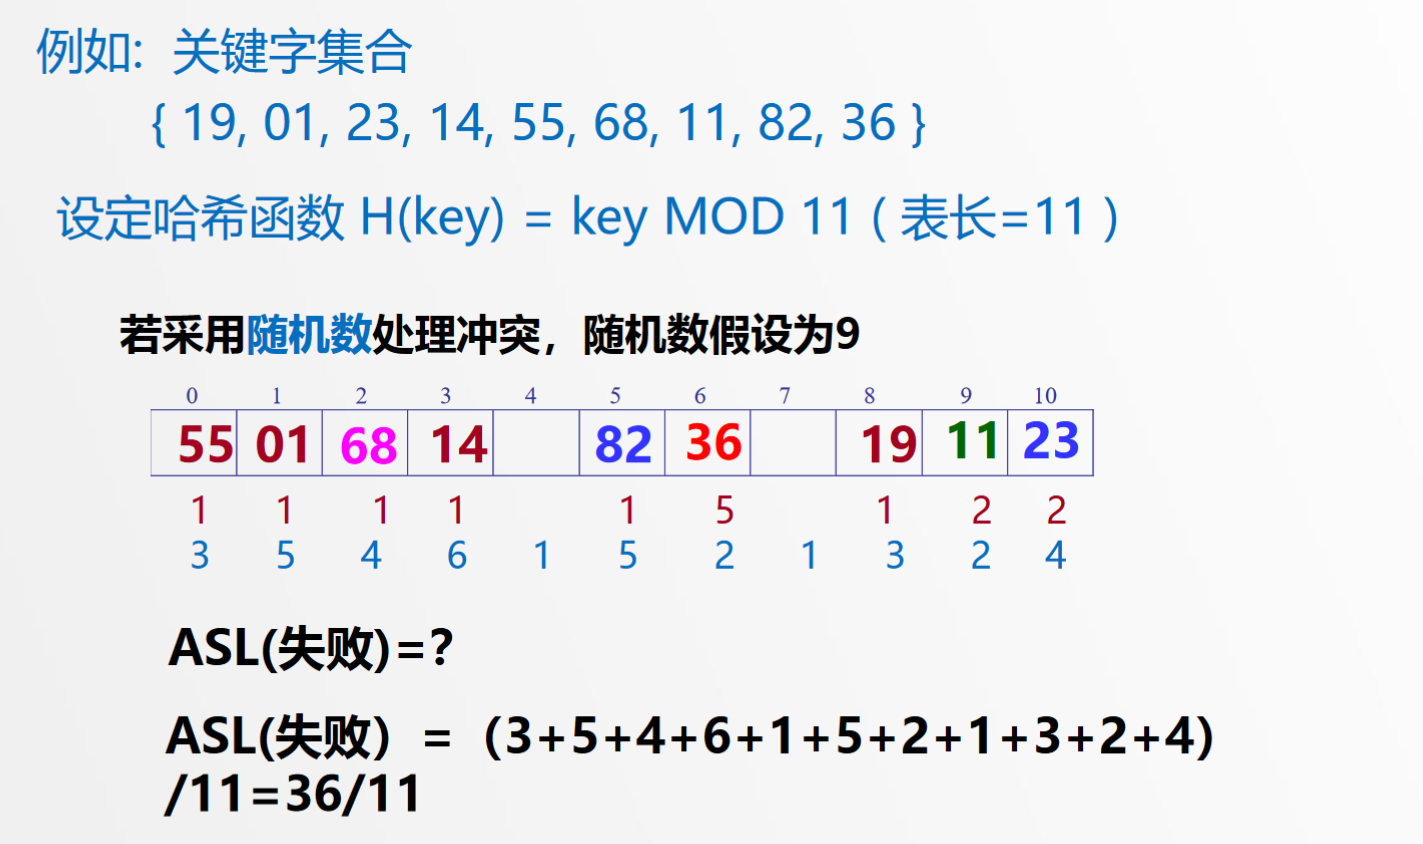 例如: 关键字集合
{ 19, 01, 23, 14, 55, 68, 11, 82, 36 }
设定哈希函数 H(key) = key MOD 11 ( 表长=11 )
若采用随机数处理冲突，随机数假设为9
0 1 2 3 4 5 6 7 8 9 10
55 01 68 14 82 36 19 11 23
1 1 1 1 1 5 1 2 2
3 5 4 6 1 5 2 1 3 2 4
ASL(失败)=?
ASL(失败）=（3+5+4+6+1+5+2+1+3+2+4)
/11=36/11